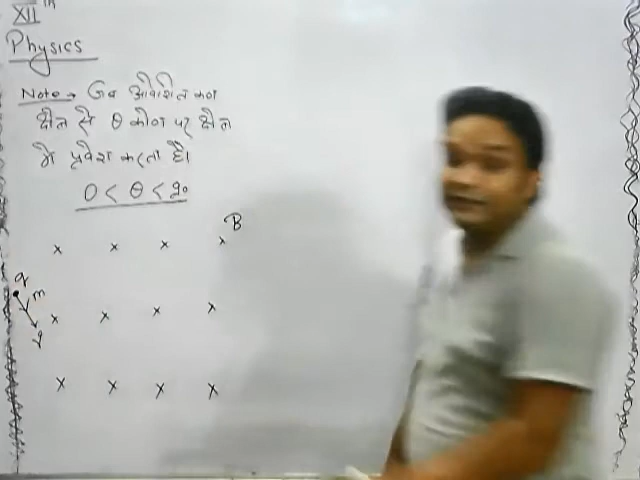 XII th
Physics
Note → जब आवेशित कण
क्षेत्र से θ कोण पर क्षेत्र
में प्रवेश करता है।
0 < θ < 90
B
x x x x
q
m
x x x x
v
x x x x